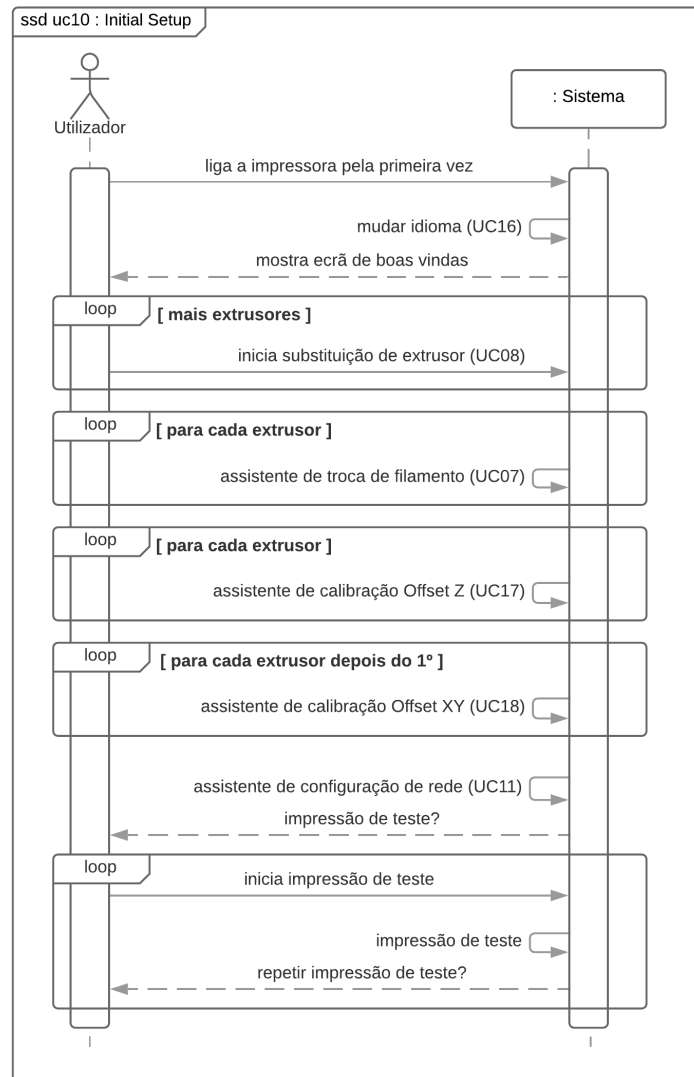 ssd uc10 : Initial Setup
Utilizador
: Sistema
liga a impressora pela primeira vez
mudar idioma (UC16)
mostra ecrã de boas vindas
loop
[ mais extrusores ]
inicia substituição de extrusor (UC08)
loop
[ para cada extrusor ]
assistente de troca de filamento (UC07)
loop
[ para cada extrusor ]
assistente de calibração Offset Z (UC17)
loop
[ para cada extrusor depois do 1º ]
assistente de calibração Offset XY (UC18)
assistente de configuração de rede (UC11)
impressão de teste?
loop
inicia impressão de teste
impressão de teste
repetir impressão de teste?